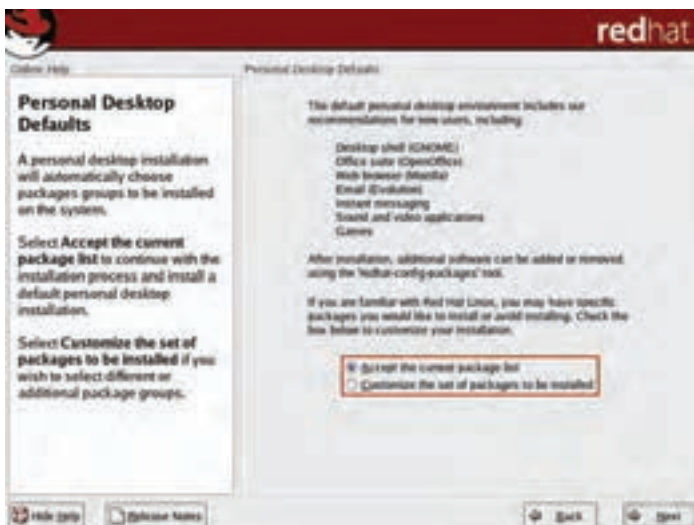 redhat
Online Help
Personal Desktop Defaults
Personal Desktop
Defaults
A personal desktop installation
will automatically choose
packages groups to be installed
on the system.
Select Accept the current
package list to continue with the
installation process and install a
default personal desktop
installation.
Select Customize the set of
packages to be installed if you
wish to select different or
additional package groups.
The default personal desktop environment includes our
recommendations for new users, including:
Desktop shell (GNOME)
Office suite (OpenOffice)
Web browser (Mozilla)
Email (Evolution)
Instant messaging
Sound and video applications
Games
After installation, additional software can be added or removed
using the 'redhat-config-packages' tool.
If you are familiar with Red Hat Linux, you may have specific
packages you would like to install or avoid installing. Check the
box below to customize your installation.
Accept the current package list
Customize the set of packages to be installed
Hide Help
Release Notes
Back
Next